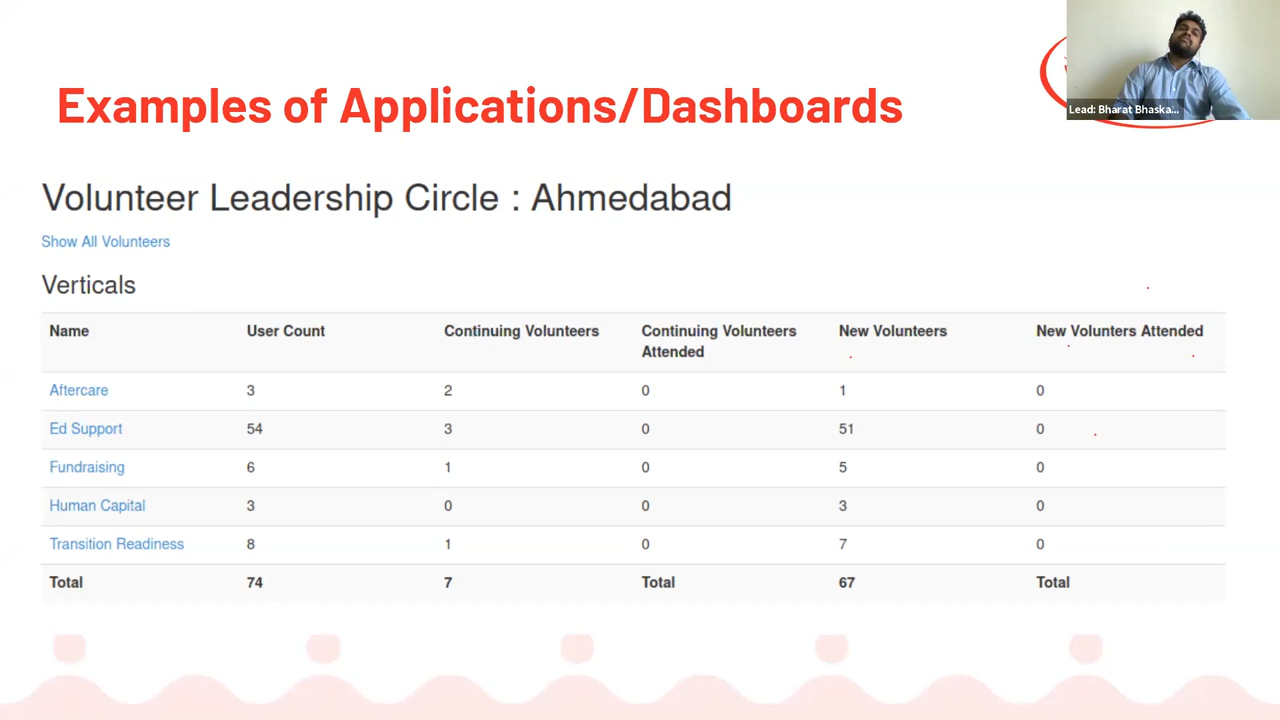 Examples of Applications/Dashboards
Lead: Bharat Bhaska...
Volunteer Leadership Circle : Ahmedabad
Show All Volunteers
Verticals
Name User Count Continuing Volunteers Continuing Volunteers Attended New Volunteers New Volunters Attended
Aftercare 3 2 0 1 0
Ed Support 54 3 0 51 0
Fundraising 6 1 0 5 0
Human Capital 3 0 0 3 0
Transition Readiness 8 1 0 7 0
Total 74 7 Total 67 Total